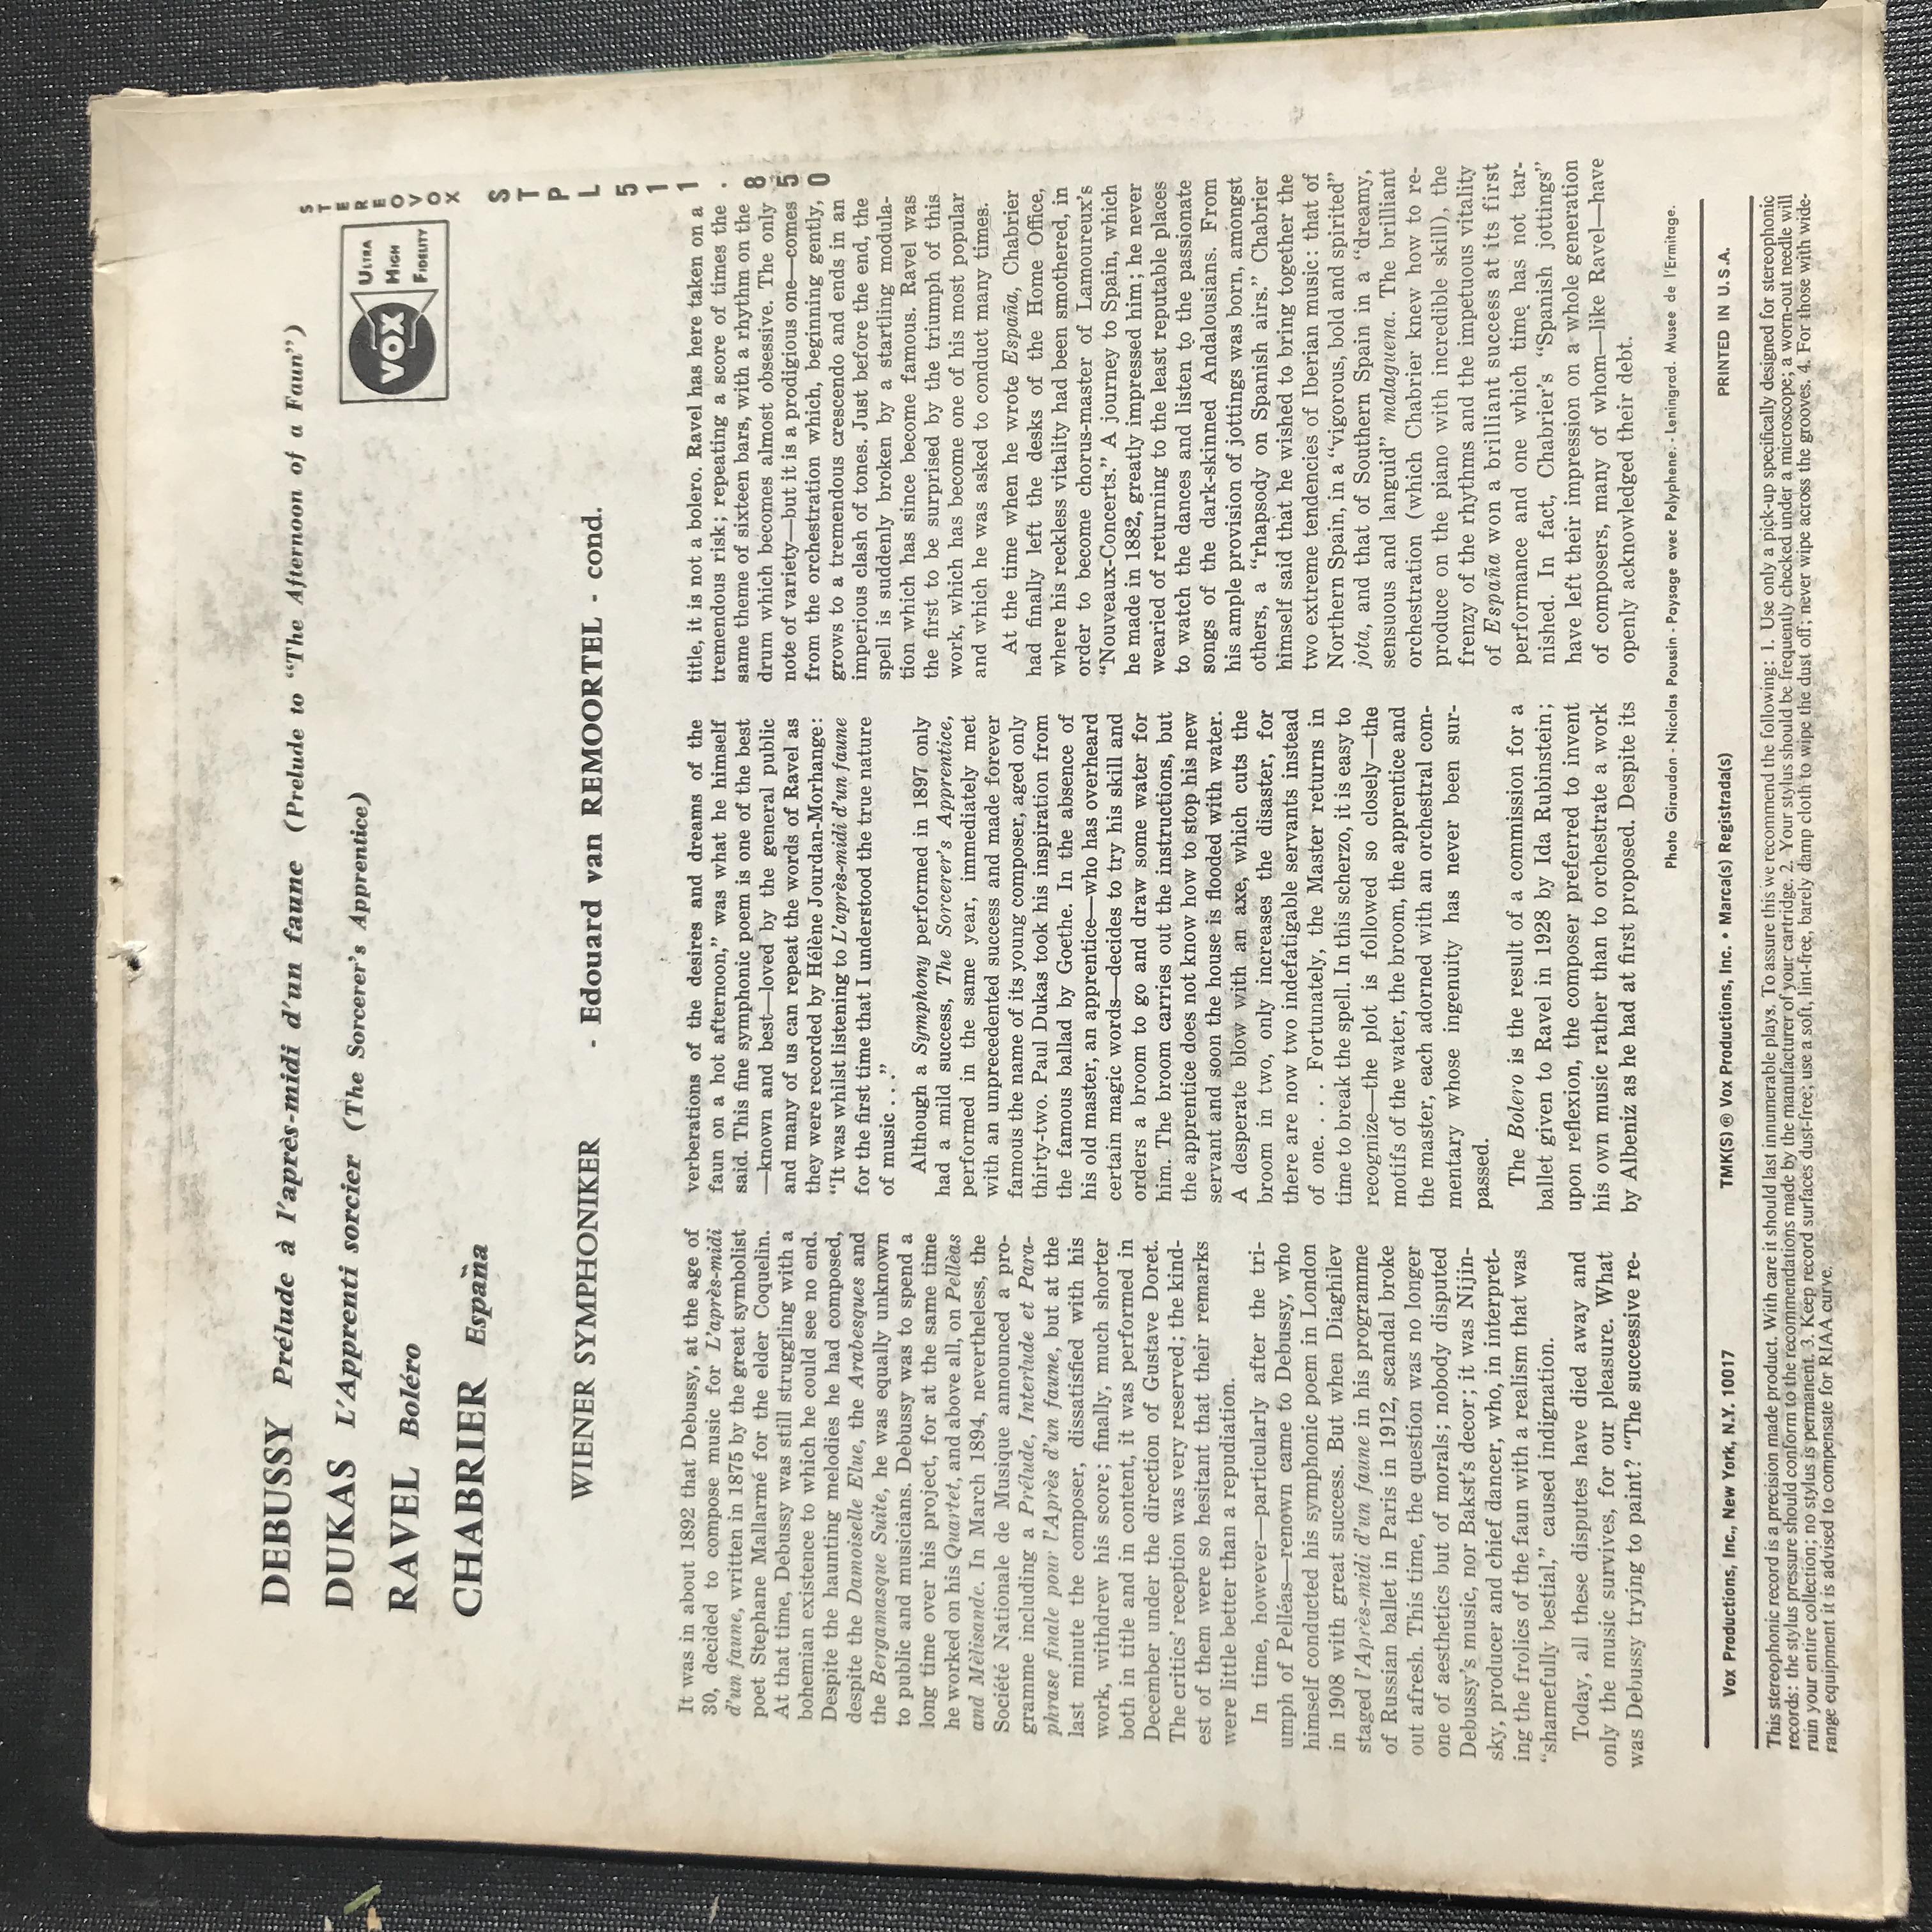 DEBUSSY Prélude à l'après-midi d'un faune (Prelude to "The Afternoon of a Faun")
DUKAS L'Apprenti sorcier (The Sorcerer's Apprentice)
RAVEL Boléro
CHABRIER España
VOX ULTRA
HIGH
FIDELITY
STEREOVOX STPL 511.850
WIENER SYMPHONIKER - Edouard van REMOORTEL - cond.
It was in about 1892 that Debussy, at the age of
30, decided to compose music for L'après-midi
d'un faune, written in 1875 by the great symbolist
poet Stephane Mallarmé for the elder Coquelin.
At that time, Debussy was still struggling with a
bohemian existence to which he could see no end.
Despite the haunting melodies he had composed,
despite the Damoiselle Elue, the Arabesques and
the Bergamasque Suite, he was equally unknown
to public and musicians. Debussy was to spend a
long time over his project, for at the same time
he worked on his Quartet, and above all, on Pellèas
and Mèlisande. In March 1894, nevertheless, the
Société Nationale de Musique announced a pro-
gramme including a Prélude, Interlude et Para-
phrase finale pour l'Après d'un faune, but at the
last minute the composer, dissatisfied with his
work, withdrew his score; finally, much shorter
both in title and in content, it was performed in
December under the direction of Gustave Doret.
The critics' reception was very reserved; the kind-
est of them were so hesitant that their remarks
were little better than a repudiation.
In time, however—particularly after the tri-
umph of Pelléas—renown came to Debussy, who
himself conducted his symphonic poem in London
in 1908 with great success. But when Diaghilev
staged l'Après-midi d'un faune in his programme
of Russian ballet in Paris in 1912, scandal broke
out afresh. This time, the question was no longer
one of aesthetics but of morals; nobody disputed
Debussy's music, nor Bakst's decor; it was Nijin-
sky, producer and chief dancer, who, in interpret-
ing the frolics of the faun with a realism that was
"shamefully bestial," caused indignation.
Today, all these disputes have died away and
only the music survives, for our pleasure. What
was Debussy trying to paint? "The successive re-
verberations of the desires and dreams of the
faun on a hot afternoon," was what he himself
said. This fine symphonic poem is one of the best
—known and best—loved by the general public
and many of us can repeat the words of Ravel as
they were recorded by Hélène Jourdan-Morhange:
"It was whilst listening to L'après-midi d'un faune
for the first time that I understood the true nature
of music . . ."
Although a Symphony performed in 1897 only
had a mild success, The Sorcerer's Apprentice,
performed in the same year, immediately met
with an unprecedented success and made forever
famous the name of its young composer, aged only
thirty-two. Paul Dukas took his inspiration from
the famous ballad by Goethe. In the absence of
his old master, an apprentice—who has overheard
certain magic words—decides to try his skill and
orders a broom to go and draw some water for
him. The broom carries out the instructions, but
the apprentice does not know how to stop his new
servant and soon the house is flooded with water.
A desperate blow with an axe, which cuts the
broom in two, only increases the disaster, for
there are now two indefatigable servants instead
of one. . . . Fortunately, the Master returns in
time to break the spell. In this scherzo, it is easy to
recognize—the plot is followed so closely—the
motifs of the water, the broom, the apprentice and
the master, each adorned with an orchestral com-
mentary whose ingenuity has never been sur-
passed.
The Bolero is the result of a commission for a
ballet given to Ravel in 1928 by Ida Rubinstein;
upon reflexion, the composer preferred to invent
his own music rather than to orchestrate a work
by Albeniz as he had at first proposed. Despite its
title, it is not a bolero. Ravel has here taken on a
tremendous risk; repeating a score of times the
same theme of sixteen bars, with a rhythm on the
drum which becomes almost obsessive. The only
note of variety—but it is a prodigious one—comes
from the orchestration which, beginning gently,
grows to a tremendous crescendo and ends in an
imperious clash of tones. Just before the end, the
spell is suddenly broken by a startling modula-
tion which has since become famous. Ravel was
the first to be surprised by the triumph of this
work, which has become one of his most popular
and which he was asked to conduct many times.
At the time when he wrote España, Chabrier
had finally left the desks of the Home Office,
where his reckless vitality had been smothered, in
order to become chorus-master of Lamoureux's
"Nouveaux-Concerts." A journey to Spain, which
he made in 1882, greatly impressed him; he never
wearied of returning to the least reputable places
to watch the dances and listen to the passionate
songs of the dark-skinned Andalousians. From
his ample provision of jottings was born, amongst
others, a "rhapsody on Spanish airs." Chabrier
himself said that he wished to bring together the
two extreme tendencies of Iberian music: that of
Northern Spain, in a "vigorous, bold and spirited"
jota, and that of Southern Spain in a "dreamy,
sensuous and languid" malaguena. The brilliant
orchestration (which Chabrier knew how to re-
produce on the piano with incredible skill), the
frenzy of the rhythms and the impetuous vitality
of España won a brilliant success at its first
performance and one which time has not tar-
nished. In fact, Chabrier's "Spanish jottings"
have left their impression on a whole generation
of composers, many of whom—like Ravel—have
openly acknowledged their debt.
Photo Giraudon - Nicolas Poussin - Paysage avec Polyphene. - Leningrad. Musee de l'Ermitage.
Vox Productions, Inc., New York, N.Y. 10017 TMK(S) ® Vox Productions, Inc. • Marca(s) Registrada(s) PRINTED IN U.S.A.
This stereophonic record is a precision made product. With care it should last innumerable plays. To assure this we recommend the following: 1. Use only a pick-up specifically designed for stereophonic
records: the stylus pressure should conform to the recommendations made by the manufacturer of your cartridge. 2. Your stylus should be frequently checked under a microscope; a worn-out needle will
ruin your entire collection; no stylus is permanent. 3. Keep record surfaces dust-free; use a soft, lint-free, barely damp cloth to wipe the dust off; never wipe across the grooves. 4. For those with wide-
range equipment it is advised to compensate for RIAA curve.